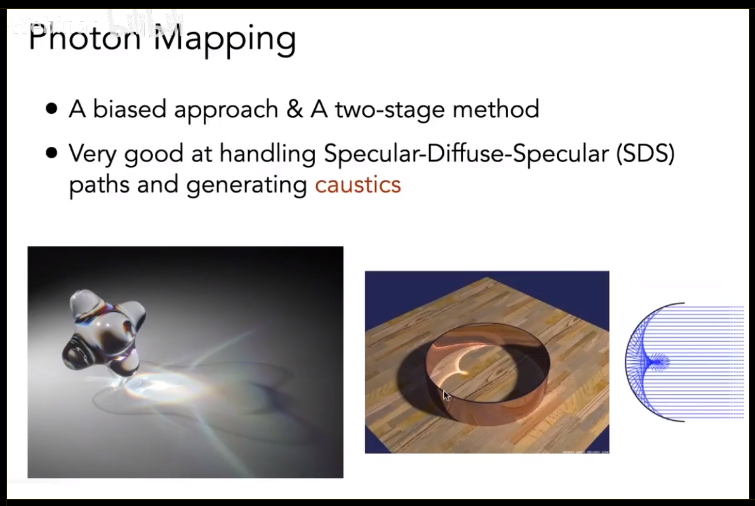 Photon Mapping
• A biased approach & A two-stage method
• Very good at handling Specular-Diffuse-Specular (SDS)
paths and generating caustics